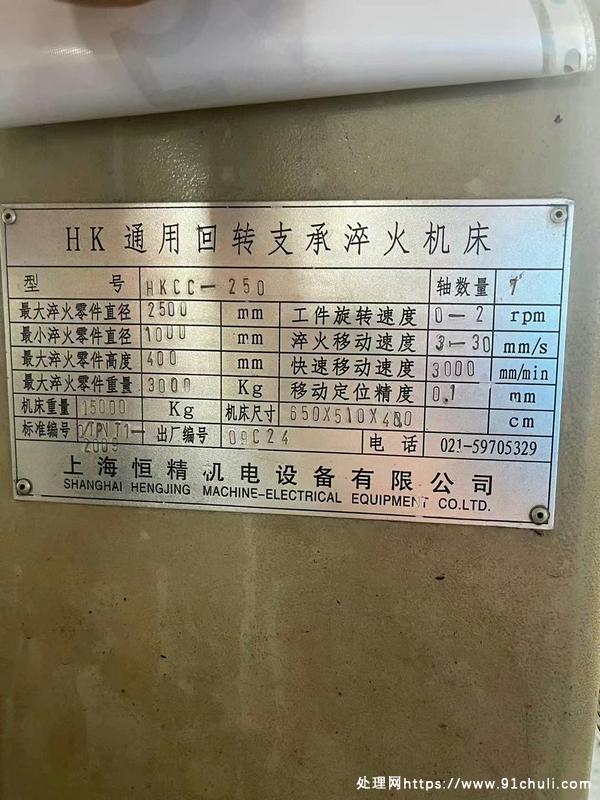 HK通用回转支承淬火机床
型 号 HKCC-250 轴数量 7
最大淬火零件直径 2500 mm 工件旋转速度 0-2 rpm
最小淬火零件直径 1000 mm 淬火移动速度 3-30 mm/s
最大淬火零件高度 400 mm 快速移动速度 3000 mm/min
最大淬火零件重量 3000 Kg 移动定位精度 0.1 mm
机床重量 15000 Kg 机床尺寸 650X510X400 cm
标准编号 2009 出厂编号 09C24 电 话 021-59705329
上海恒精机电设备有限公司
SHANGHAI HENGJING MACHINE-ELECTRICAL EQUIPMENT CO.LTD.
处理网https://www.91chuli.com